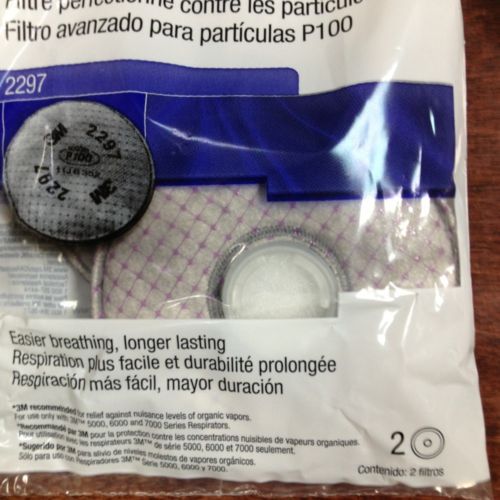 Filtre perfectionné contre les particules
Filtro avanzado para partículas P100
2297
3M 2297
P100
2297 3M
Easier breathing, longer lasting
Respiration plus facile et durabilité prolongée
Respiración más fácil, mayor duración
*3M recommended for relief against nuisance levels of organic vapors.
For use only with 3M™ 5000, 6000 and 7000 Series Respirators.
*Recommandé par 3M pour la protection contre les concentrations nuisibles de vapeurs organiques.
Pour utilisation avec les respirateurs 3M™ de série 5000, 6000 et 7000 seulement.
*Sugerido por 3M para alivio de niveles molestos de vapores orgánicos.
Sólo para uso con Respiradores 3M™ Serie 5000, 6000 y 7000.
2
Contenido: 2 filtros